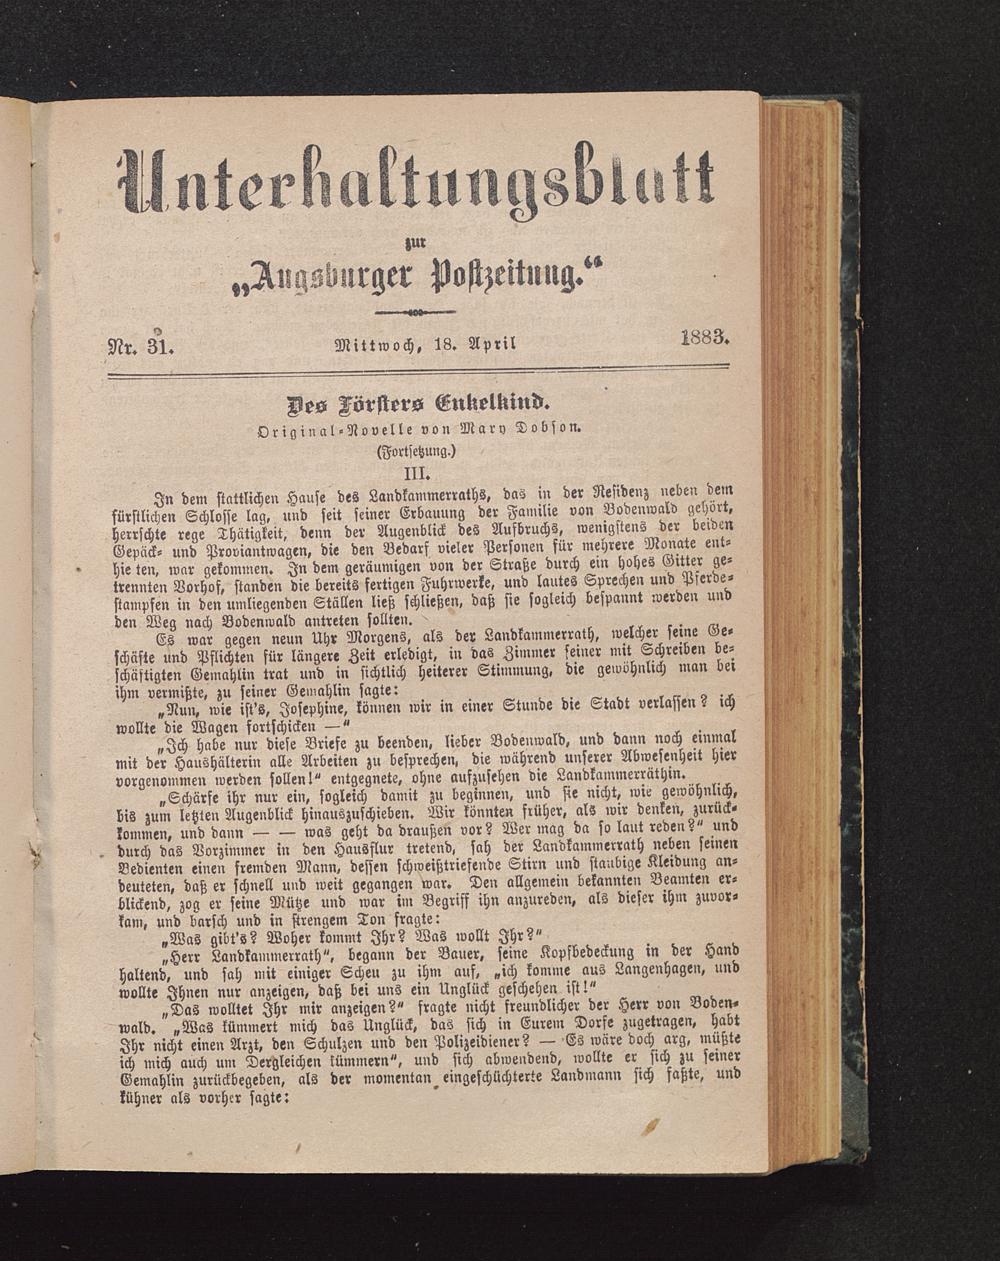 Unterhaltungsblatt
zur
„Augsburger Postzeitung.“
Nr. 31. Mittwoch, 18. April 1883.
Des Försters Enkelkind.
Original-Novelle von Mary Dobson.
(Fortsetzung.)
III.
In dem stattlichen Hause des Landkammerraths, das in der Residenz neben dem
fürstlichen Schlosse lag, und seit seiner Erbauung der Familie von Bodenwald gehört,
herrschte rege Thätigkeit, denn der Augenblick des Aufbruchs, wenigstens der beiden
Gepäck- und Proviantwagen, die den Bedarf vieler Personen für mehrere Monate ent-
hie ten, war gekommen. In dem geräumigen von der Straße durch ein hohes Gitter ge-
trennten Vorhof, standen die bereits fertigen Fuhrwerke, und lautes Sprechen und Pferde-
stampfen in den umliegenden Ställen ließ schließen, daß sie sogleich bespannt werden und
den Weg nach Bodenwald antreten sollten.
Es war gegen neun Uhr Morgens, als der Landkammerrath, welcher seine Ge-
schäfte und Pflichten für längere Zeit erledigt, in das Zimmer seiner mit Schreiben be-
schäftigten Gemahlin trat und in sichtlich heiterer Stimmung, die gewöhnlich man bei
ihm vermißte, zu seiner Gemahlin sagte:
„Nun, wie ist's, Josephine, können wir in einer Stunde die Stadt verlassen? ich
wollte die Wagen fortschicken —“
„Ich habe nur diese Briefe zu beenden, lieber Bodenwald, und dann noch einmal
mit der Haushälterin alle Arbeiten zu besprechen, die während unserer Abwesenheit hier
vorgenommen werden sollen!“ entgegnete, ohne aufzusehen die Landkammerräthin.
„Schärfe ihr nur ein, sogleich damit zu beginnen, und sie nicht, wie gewöhnlich,
bis zum letzten Augenblick hinauszuschieben. Wir könnten früher, als wir denken, zurück-
kommen, und dann — — was geht da draußen vor? Wer mag da so laut reden?“ und
durch das Vorzimmer in den Hausflur tretend, sah der Landkammerrath neben seinen
Bedienten einen fremden Mann, dessen schweißtriefende Stirn und staubige Kleidung an-
deuteten, daß er schnell und weit gegangen war. Den allgemein bekannten Beamten er-
blickend, zog er seine Mütze und war im Begriff ihn anzureden, als dieser ihm zuvor-
kam, und barsch und in strengem Ton fragte:
„Was gibt's? Woher kommt Ihr? Was wollt Ihr?“
„Herr Landkammerrath“, begann der Bauer, seine Kopfbedeckung in der Hand
haltend, und sah mit einiger Scheu zu ihm auf, „ich komme aus Langenhagen, und
wollte Ihnen nur anzeigen, daß bei uns ein Unglück geschehen ist!“
„Das wolltet Ihr mir anzeigen?“ fragte nicht freundlicher der Herr von Boden-
wald. „Was kümmert mich das Unglück, das sich in Eurem Dorfe zugetragen, habt
Ihr nicht einen Arzt, den Schulzen und den Polizeidiener? — Es wäre doch arg, müßte
ich mich auch um Dergleichen kümmern“, und sich abwendend, wollte er sich zu seiner
Gemahlin zurückbegeben, als der momentan eingeschüchterte Landmann sich faßte, und
kühner als vorher sagte: